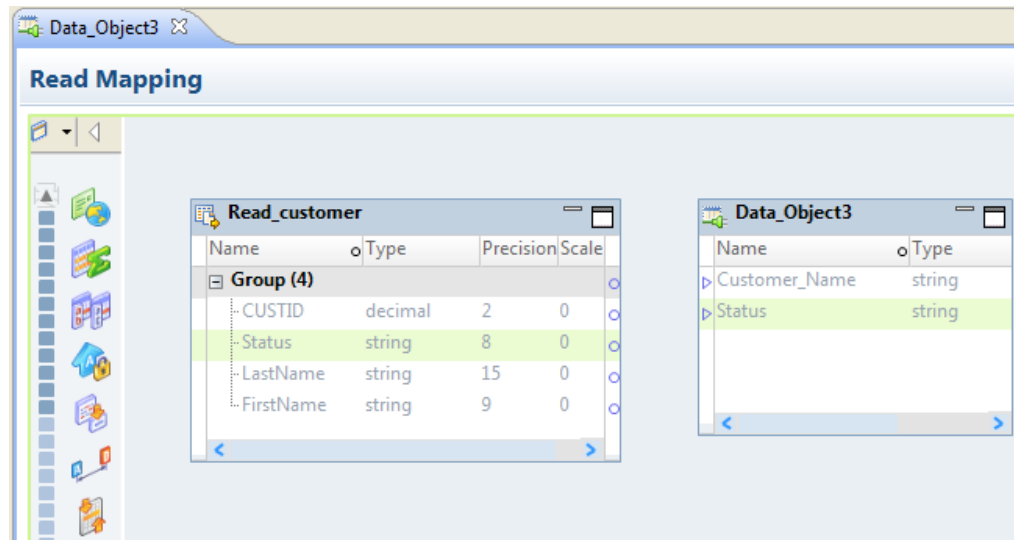 Data_Object3
Read Mapping
Read_customer
Name Type Precision Scale
Group (4)
CUSTID decimal 2 0
Status string 8 0
LastName string 15 0
FirstName string 9 0
Data_Object3
Name Type
Customer_Name string
Status string